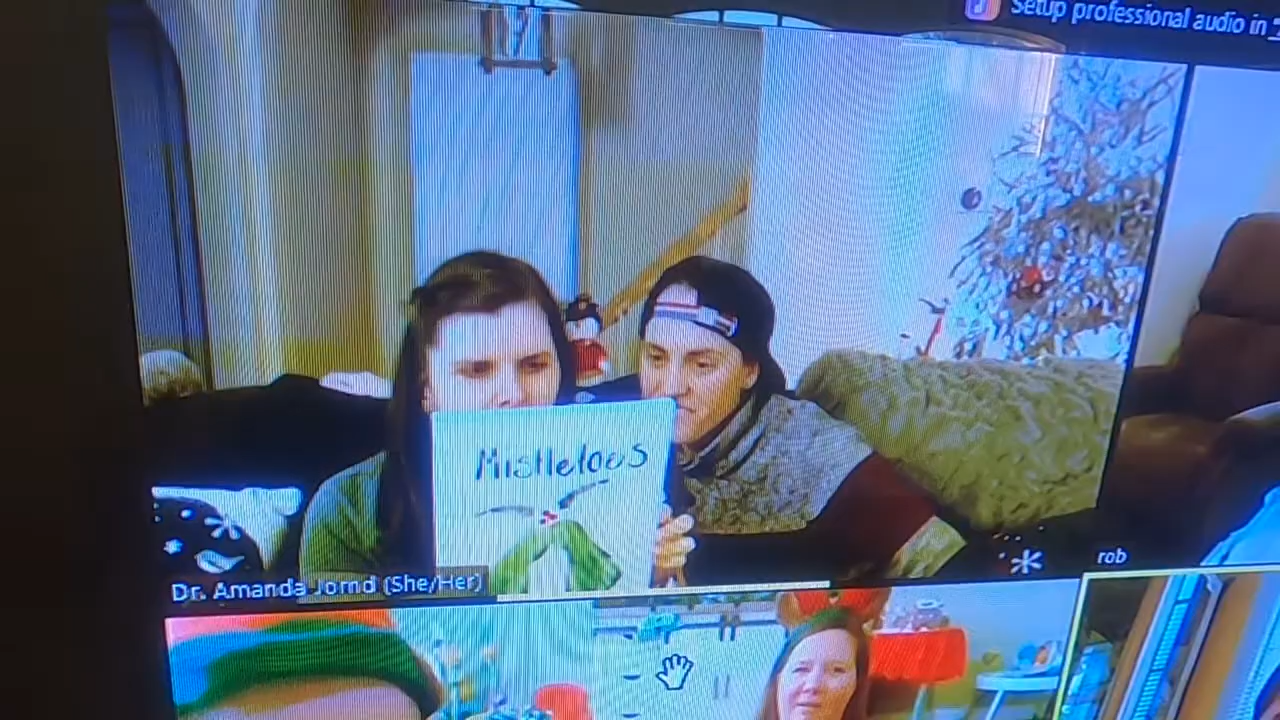 Setup professional audio in
Mistletoes
Dr. Amanda Jornd (She/Her)
rob